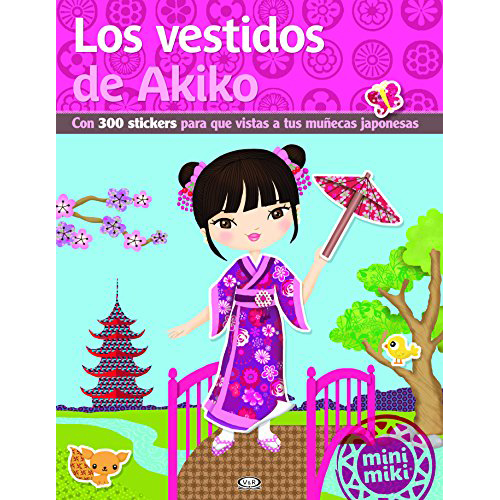 Los vestidos
de Akiko
Con 300 stickers para que vistas a tus muñecas japonesas
mini
miki
V&R